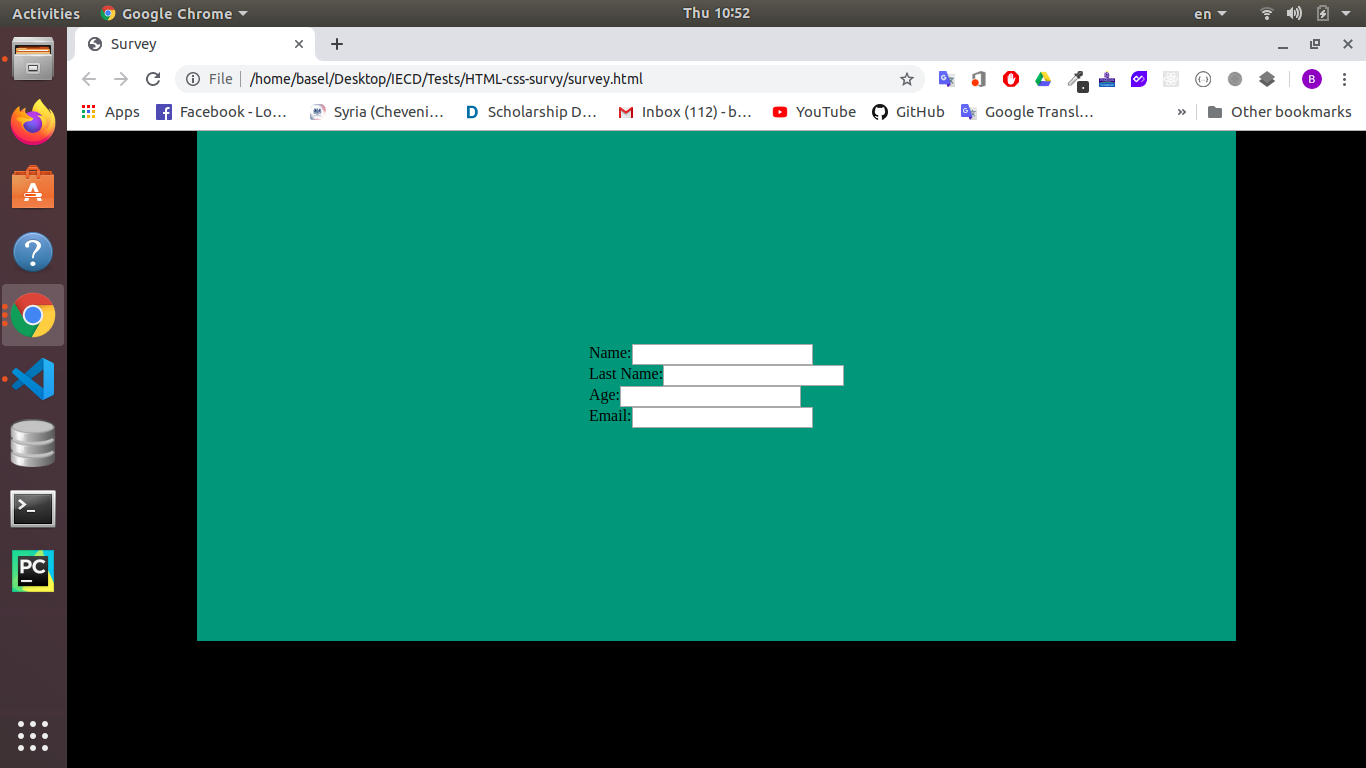 Activities Google Chrome Thu 10:52 en
Survey
File /home/basel/Desktop/IECD/Tests/HTML-css-survy/survey.html B
Apps Facebook - Lo… Syria (Cheveni… D Scholarship D… Inbox (112) - b… YouTube GitHub Google Transl… » Other bookmarks
Name:
Last Name:
Age:
Email:
PC